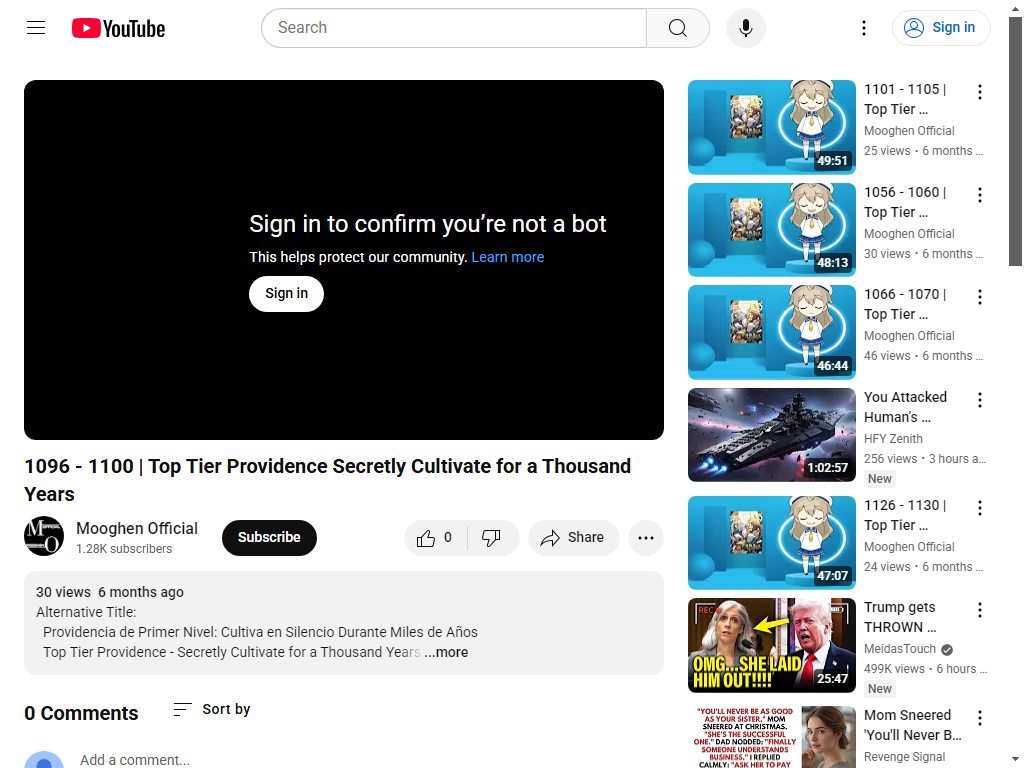 YouTube
Search
Sign in
Sign in to confirm you’re not a bot
This helps protect our community. Learn more
Sign in
1096 - 1100 | Top Tier Providence Secretly Cultivate for a Thousand
Years
Mooghen Official
1.28K subscribers
Subscribe
0
Share
30 views  6 months ago
Alternative Title:
Providencia de Primer Nivel: Cultiva en Silencio Durante Miles de Años
Top Tier Providence - Secretly Cultivate for a Thousand Years ...more
0 Comments
Sort by
Add a comment...
49:51
1101 - 1105 |
Top Tier ...
Mooghen Official
25 views • 6 months ...
48:13
1056 - 1060 |
Top Tier ...
Mooghen Official
30 views • 6 months ...
46:44
1066 - 1070 |
Top Tier ...
Mooghen Official
46 views • 6 months ...
1:02:57
You Attacked
Human's ...
HFY Zenith
256 views • 3 hours a...
New
47:07
1126 - 1130 |
Top Tier ...
Mooghen Official
24 views • 6 months ...
REC
OMG...SHE LAID
HIM OUT!!!!
25:47
Trump gets
THROWN ...
MeidasTouch
499K views • 6 hours ...
New
"YOU'LL NEVER BE AS GOOD
AS YOUR SISTER," MOM
SNEERED AT CHRISTMAS.
"SHE'S THE SUCCESSFUL
ONE." DAD NODDED: "FINALLY
SOMEONE UNDERSTANDS
BUSINESS." I REPLIED
CALMLY: "ASK HER TO PAY
Mom Sneered
'You'll Never B...
Revenge Signal